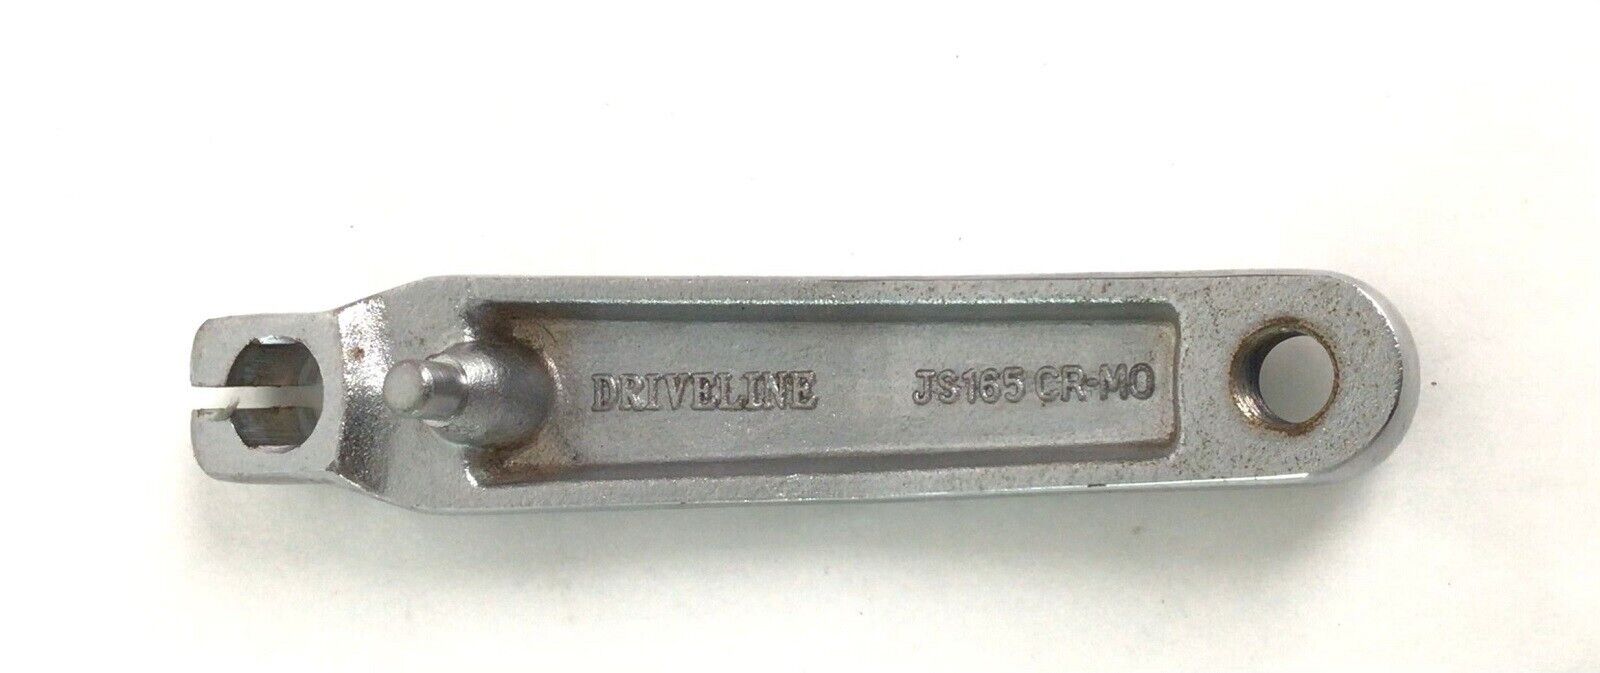 DRIVELINE JS165 CR-MO